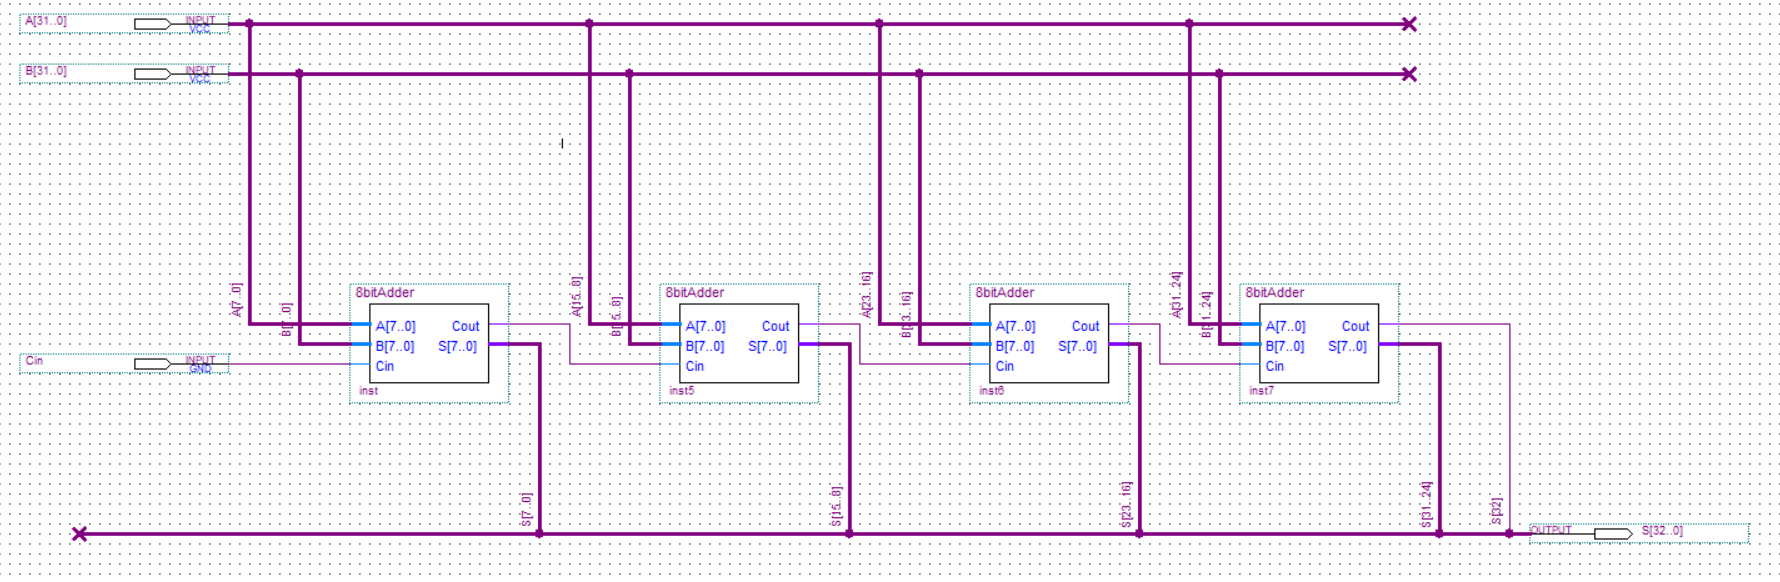 A[31..0]
INPUT
VCC
B[31..0]
INPUT
VCC
A[7..0]
B[7..0]
A[15..8]
B[15..8]
A[23..16]
B[23..16]
A[31..24]
B[31..24]
8bitAdder
A[7..0] Cout
B[7..0] S[7..0]
Cin
inst
8bitAdder
A[7..0] Cout
B[7..0] S[7..0]
Cin
inst5
8bitAdder
A[7..0] Cout
B[7..0] S[7..0]
Cin
inst6
8bitAdder
A[7..0] Cout
B[7..0] S[7..0]
Cin
inst7
Cin
INPUT
GND
S[7..0]
S[15..8]
S[23..16]
S[31..24]
S[32]
OUTPUT
S[32..0]